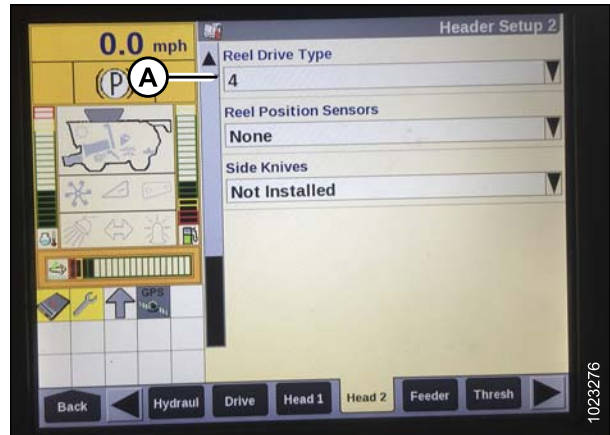 Header Setup 2
0.0 mph
(P)
A
Reel Drive Type
4
Reel Position Sensors
None
Side Knives
Not Installed
GPS
Back
Hydraul
Drive
Head 1
Head 2
Feeder
Thresh
1023276